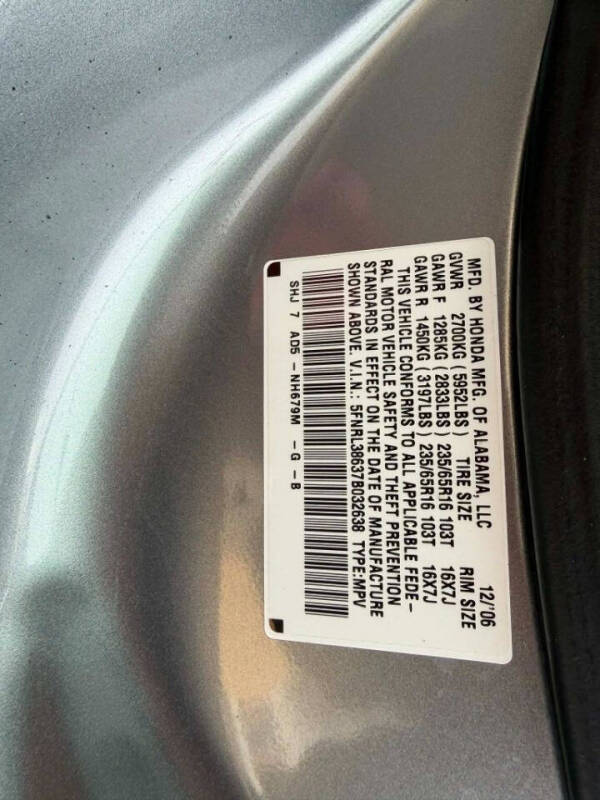 MFD. BY HONDA MFG. OF ALABAMA, LLC 12/'06
GVWR 2700KG (5952LBS) TIRE SIZE RIM SIZE
GAWR F 1285KG (2833LBS) 235/65R16 103T 16X7J
GAWR R 1450KG (3197LBS) 235/65R16 103T 16X7J
THIS VEHICLE CONFORMS TO ALL APPLICABLE FEDE-
RAL MOTOR VEHICLE SAFETY AND THEFT PREVENTION
STANDARDS IN EFFECT ON THE DATE OF MANUFACTURE
SHOWN ABOVE. V.I.N.: 5FNRL38637B032638 TYPE:MPV
SHJ 7 AD5-NH679M -G-B